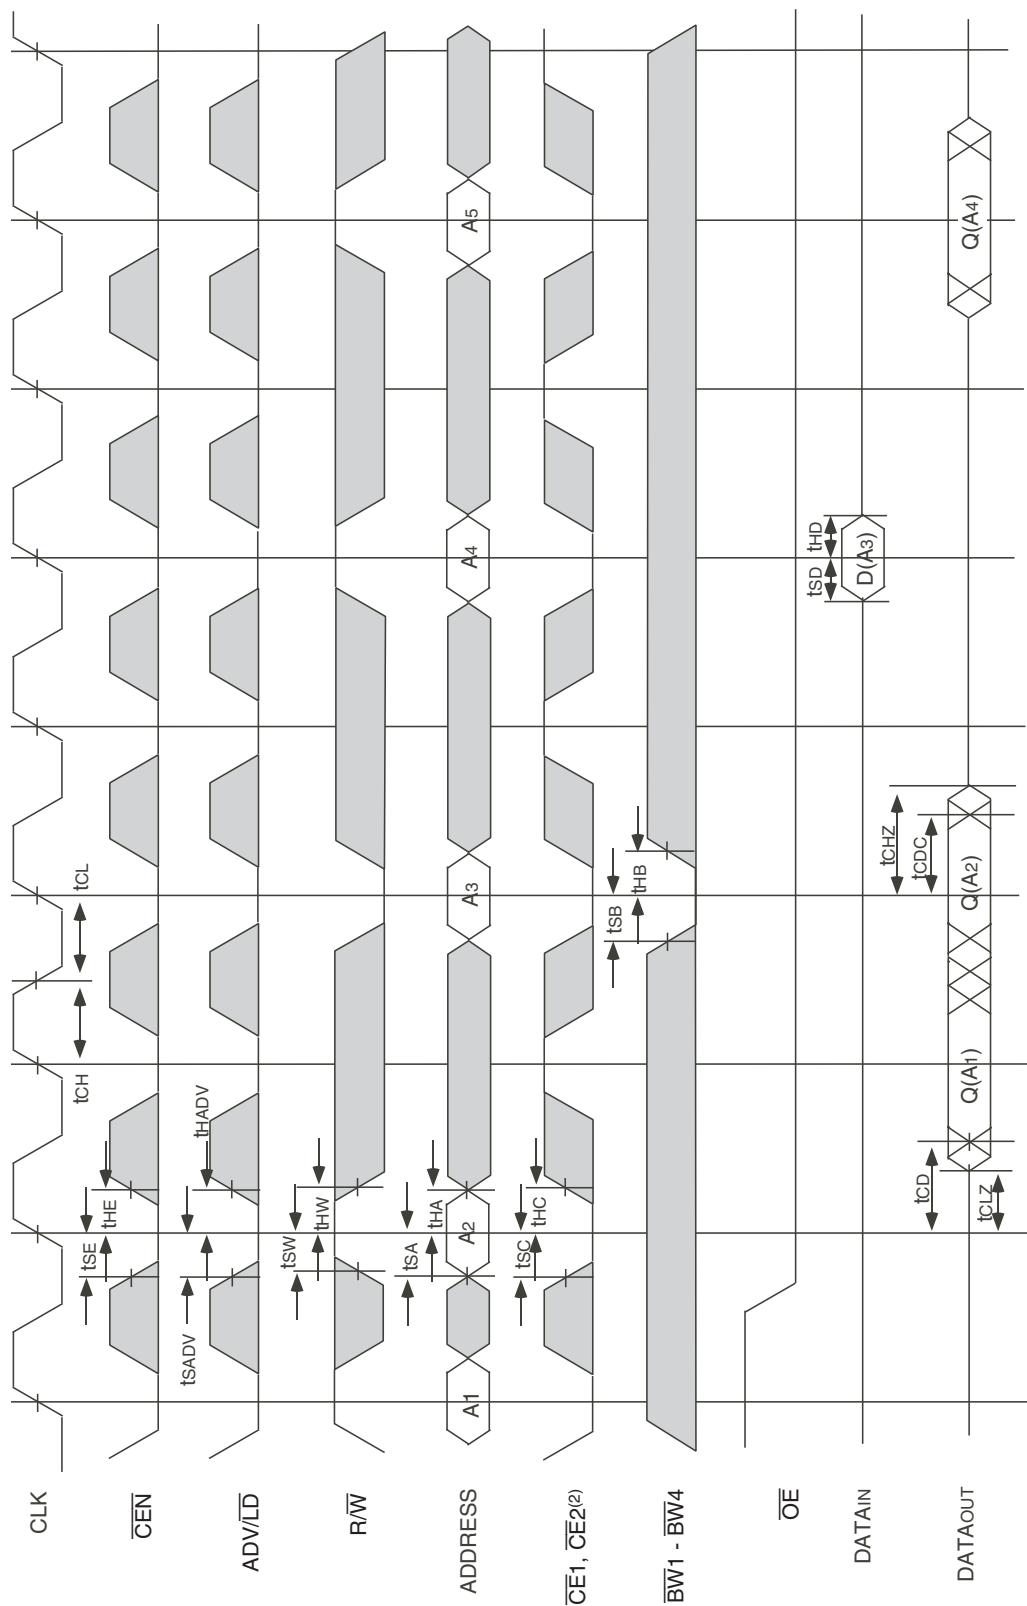 CLK
tCH
tCL
CEN
tSE
tHE
ADV/LD
tSADV
tHADV
R/W
tSW
tHW
ADDRESS
A1
A2
A3
A4
A5
tSA
tHA
CE1, CE2(2)
tSC
tHC
BW1 - BW4
tSB
tHB
OE
DATAIN
tSD
tHD
D(A3)
DATAOUT
tCD
tCLZ
tCHZ
tCDC
Q(A1)
Q(A2)
Q(A4)